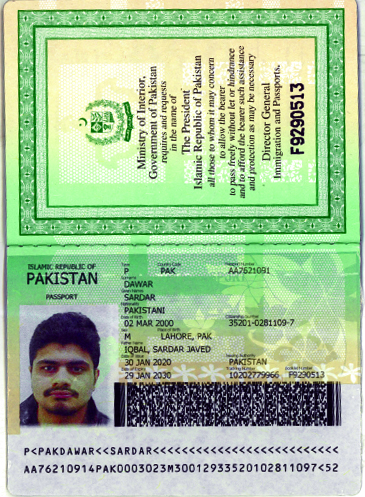 Ministry of Interior,
Government of Pakistan
requires and requests
in the name of
The President
Islamic Republic of Pakistan
all those to whom it may concern
to allow the bearer
to pass freely without let or hindrance
and to afford the bearer such assistance
and protection as may be necessary
Director General
Immigration and Passports.
F9290513
ISLAMIC REPUBLIC OF
PAKISTAN
PASSPORT
Type Country Code Passport Number
P PAK AA7621091
Surname
DAWAR
Given Names
SARDAR
Nationality
PAKISTANI
Date of Birth Citizenship Number
02 MAR 2000 35201-0281109-7
Sex Place of Birth
M LAHORE, PAK
Father Name
IQBAL, SARDAR JAVED
Date of Issue Issuing Authority
30 JAN 2020 PAKISTAN
Date of Expiry Tracking Number Booklet Number
29 JAN 2030 10202779966 F9290513
P<PAKDAWAR<<SARDAR<<<<<<<<<<<<<<<<<<<<<<<<<<
AA76210914PAK0003023M30012933520102811097<52